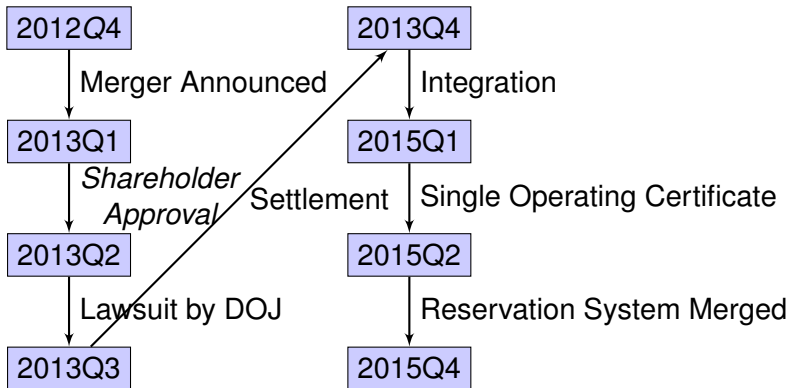 2012Q4
Merger Announced
2013Q1
Shareholder
Approval
2013Q2
Lawsuit by DOJ
2013Q3
Settlement
2013Q4
Integration
2015Q1
Single Operating Certificate
2015Q2
Reservation System Merged
2015Q4